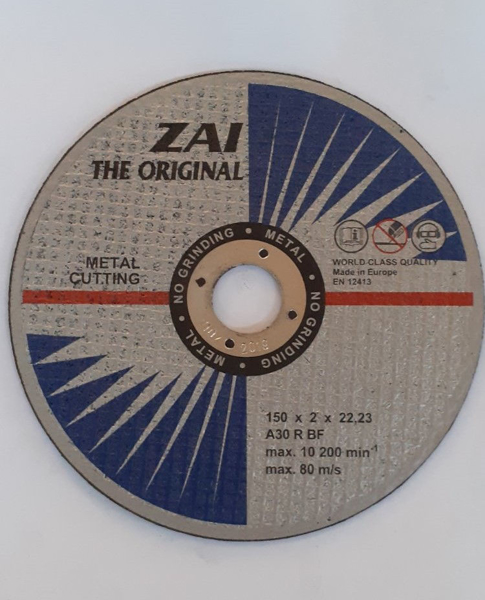 ZAI
THE ORIGINAL
METAL
CUTTING
WORLD CLASS QUALITY
Made in Europe
EN 12413
NO GRINDING • METAL • NO GRINDING • METAL •
150 x 2 x 22,23
A30 R BF
max. 10 200 min⁻¹
max. 80 m/s